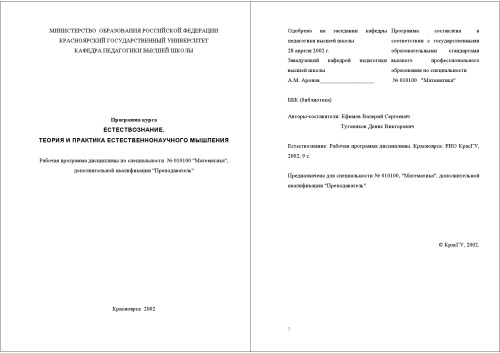 МИНИСТЕРСТВО ОБРАЗОВАНИЯ РОССИЙСКОЙ ФЕДЕРАЦИИ
КРАСНОЯРСКИЙ ГОСУДАРСТВЕННЫЙ УНИВЕРСИТЕТ
КАФЕДРА ПЕДАГОГИКИ ВЫСШЕЙ ШКОЛЫ
Программа курса
ЕСТЕСТВОЗНАНИЕ.
ТЕОРИЯ И ПРАКТИКА ЕСТЕСТВЕННОНАУЧНОГО МЫШЛЕНИЯ
Рабочая программа дисциплины по специальности № 010100 "Математика",
дополнительной квалификации "Преподаватель"
Красноярск 2002
Одобрено на заседании кафедры
педагогики высшей школы
28 апреля 2002 г.
Заведующий кафедрой педагогики
высшей школы
А.М. Аронов____________________
Программа составлена в
соответствии с государственными
образовательными стандартами
высшего профессионального
образования по специальности
№ 010100 "Математика"
ББК (библиотека)
Авторы-составители: Ефимов Валерий Сергеевич
Туговиков Денис Викторович
Естествознание: Рабочая программа дисциплины. Красноярск: РИО КрасГУ,
2002, 9 с.
Предназначена для специальности № 010100, "Математика", дополнительной
квалификации "Преподаватель".
© КрасГУ, 2002.
2